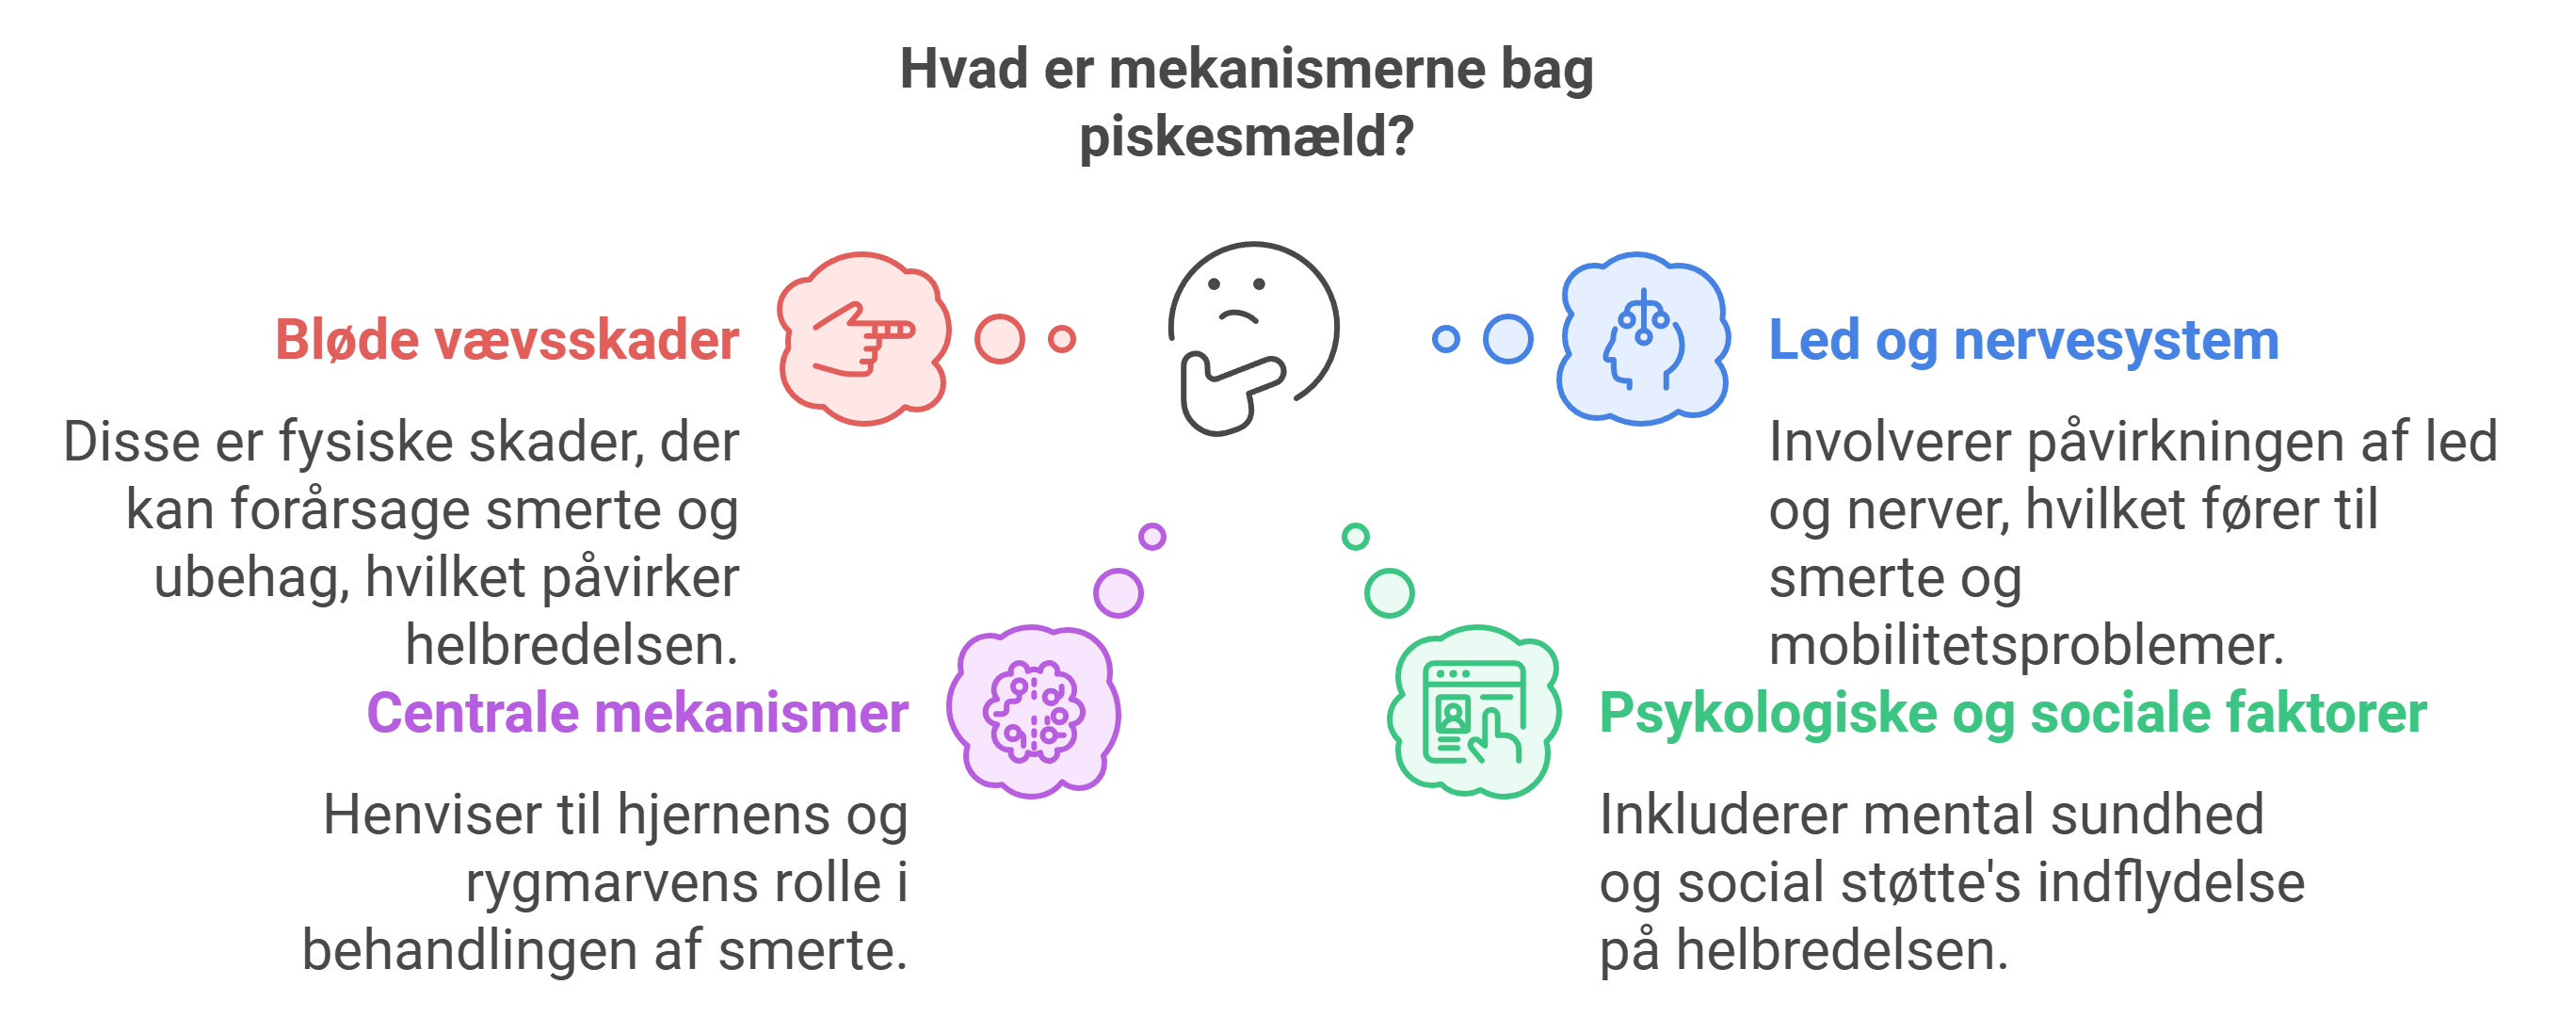 Hvad er mekanismerne bag
piskesmæld?
Bløde vævsskader
Disse er fysiske skader, der
kan forårsage smerte og
ubehag, hvilket påvirker
helbredelsen.
Led og nervesystem
Involverer påvirkningen af led
og nerver, hvilket fører til
smerte og
mobilitetsproblemer.
Centrale mekanismer
Henviser til hjernens og
rygmarvens rolle i
behandlingen af smerte.
Psykologiske og sociale faktorer
Inkluderer mental sundhed
og social støtte's indflydelse
på helbredelsen.